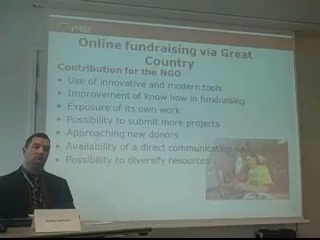 Online fundraising via Great
Country
Contribution for the NGO
• Use of innovative and modern tools
• Improvement of know how in fundraising
• Exposure of its own work
• Possibility to submit more projects
• Approaching new donors
• Availability of a direct communication
• Possibility to diversify resources